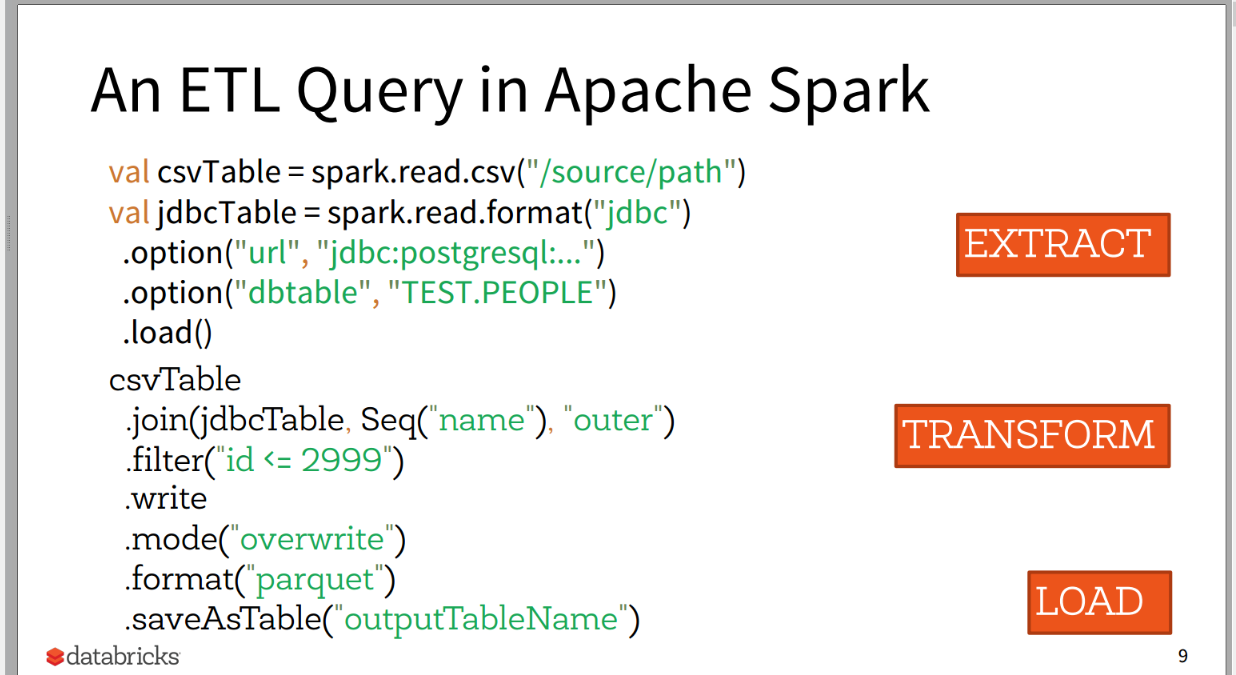 An ETL Query in Apache Spark
val csvTable = spark.read.csv("/source/path")
val jdbcTable = spark.read.format("jdbc")
.option("url", "jdbc:postgresql:...")
.option("dbtable", "TEST.PEOPLE")
.load()
EXTRACT
csvTable
.join(jdbcTable, Seq("name"), "outer")
.filter("id <= 2999")
TRANSFORM
.write
.mode("overwrite")
.format("parquet")
.saveAsTable("outputTableName")
LOAD
databricks
9